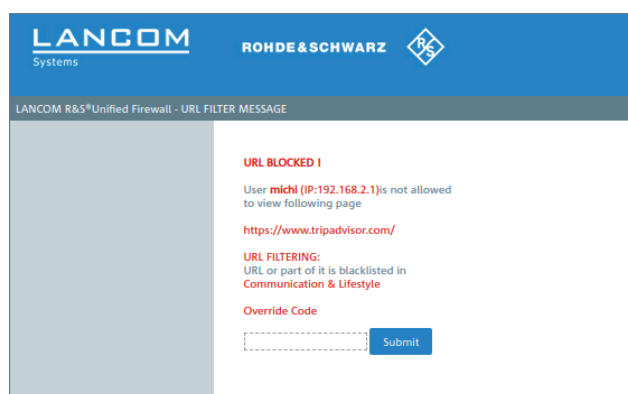 LANCOM
Systems
ROHDE&SCHWARZ
R&S
LANCOM R&S®Unified Firewall - URL FILTER MESSAGE
URL BLOCKED !
User michi (IP:192.168.2.1)is not allowed
to view following page
https://www.tripadvisor.com/
URL FILTERING:
URL or part of it is blacklisted in
Communication & Lifestyle
Override Code
Submit